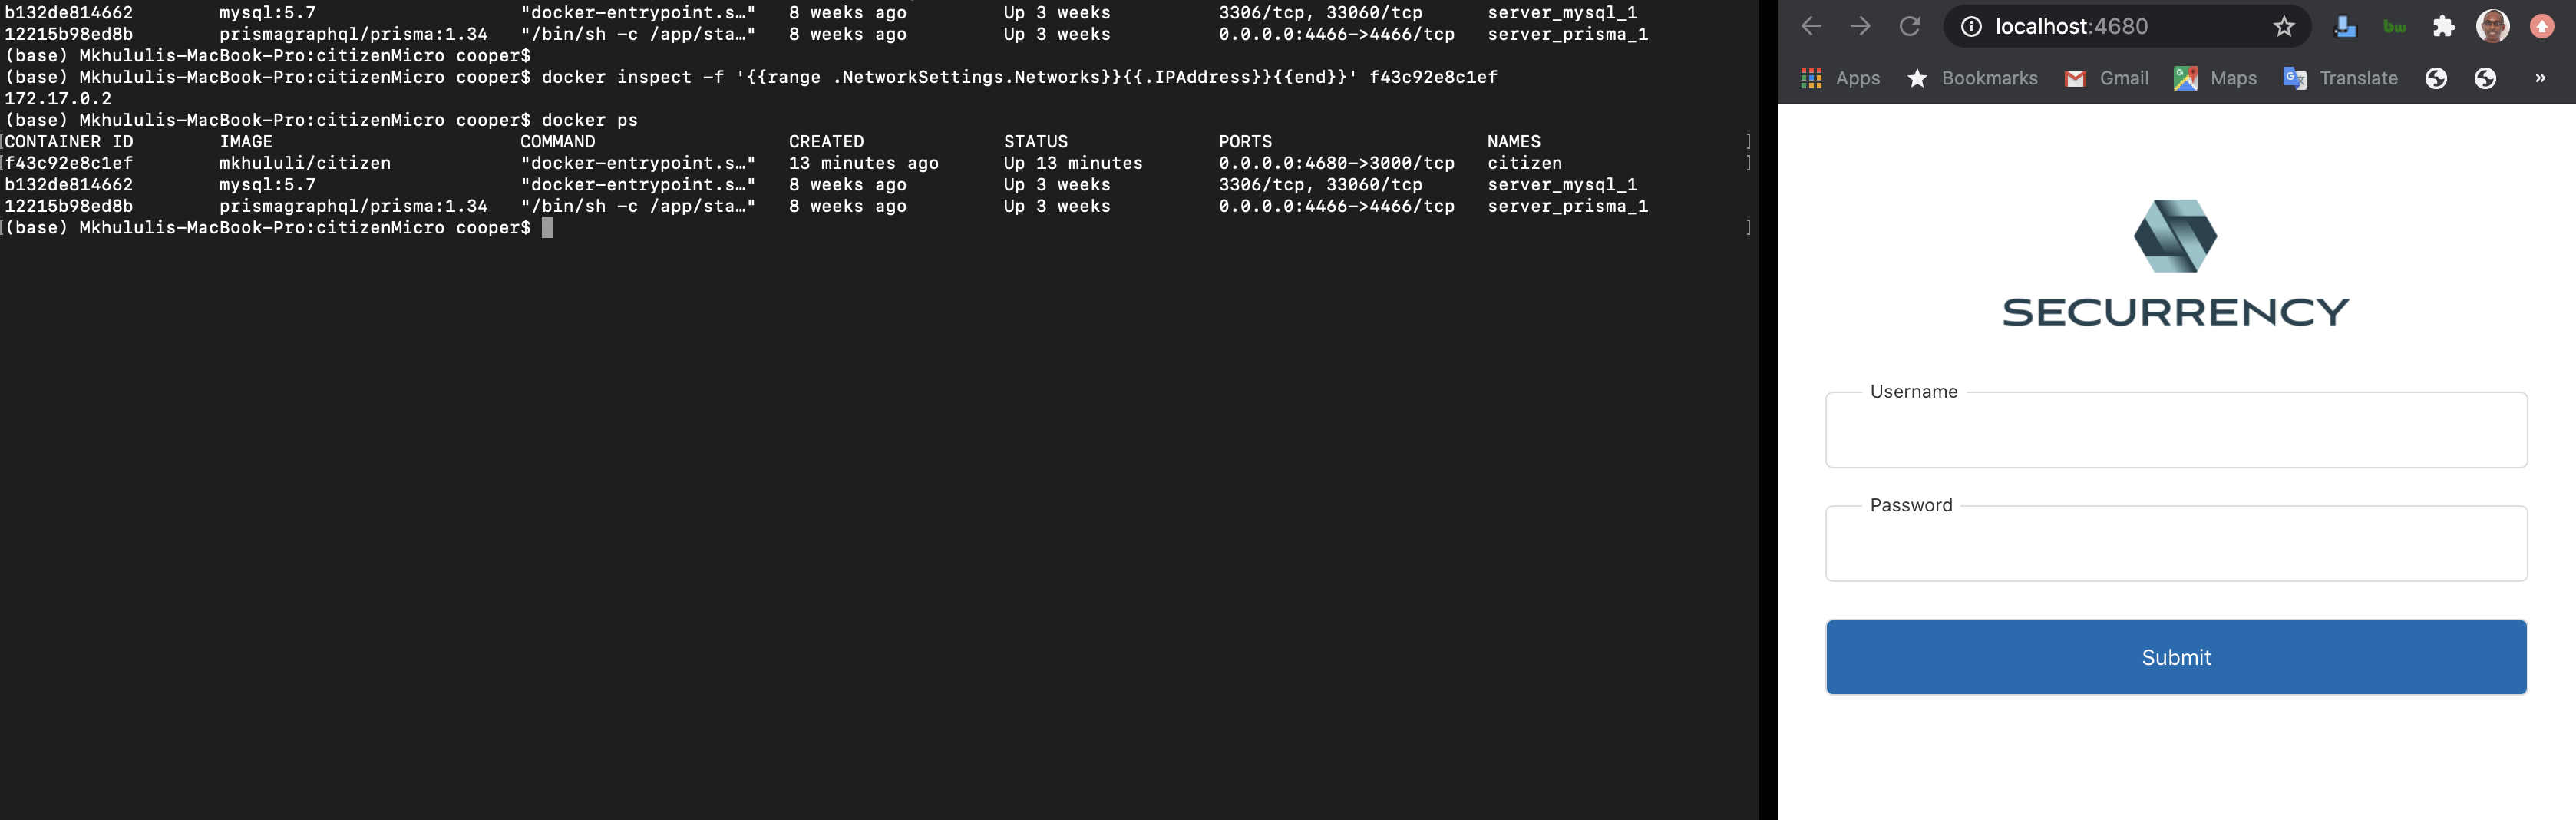 b132de814662 mysql:5.7 "docker-entrypoint.s…" 8 weeks ago Up 3 weeks 3306/tcp, 33060/tcp server_mysql_1
12215b98ed8b prismagraphql/prisma:1.34 "/bin/sh -c /app/sta…" 8 weeks ago Up 3 weeks 0.0.0.0:4466->4466/tcp server_prisma_1
(base) Mkhululis-MacBook-Pro:citizenMicro cooper$
(base) Mkhululis-MacBook-Pro:citizenMicro cooper$ docker inspect -f '{{range .NetworkSettings.Networks}}{{.IPAddress}}{{end}}' f43c92e8c1ef
172.17.0.2
(base) Mkhululis-MacBook-Pro:citizenMicro cooper$ docker ps
[CONTAINER ID IMAGE COMMAND CREATED STATUS PORTS NAMES ]
[f43c92e8c1ef mkhululi/citizen "docker-entrypoint.s…" 13 minutes ago Up 13 minutes 0.0.0.0:4680->3000/tcp citizen ]
b132de814662 mysql:5.7 "docker-entrypoint.s…" 8 weeks ago Up 3 weeks 3306/tcp, 33060/tcp server_mysql_1
12215b98ed8b prismagraphql/prisma:1.34 "/bin/sh -c /app/sta…" 8 weeks ago Up 3 weeks 0.0.0.0:4466->4466/tcp server_prisma_1
[(base) Mkhululis-MacBook-Pro:citizenMicro cooper$ ]
localhost:4680 bw
Apps Bookmarks Gmail Maps Translate »
SECURRENCY
Username
Password
Submit